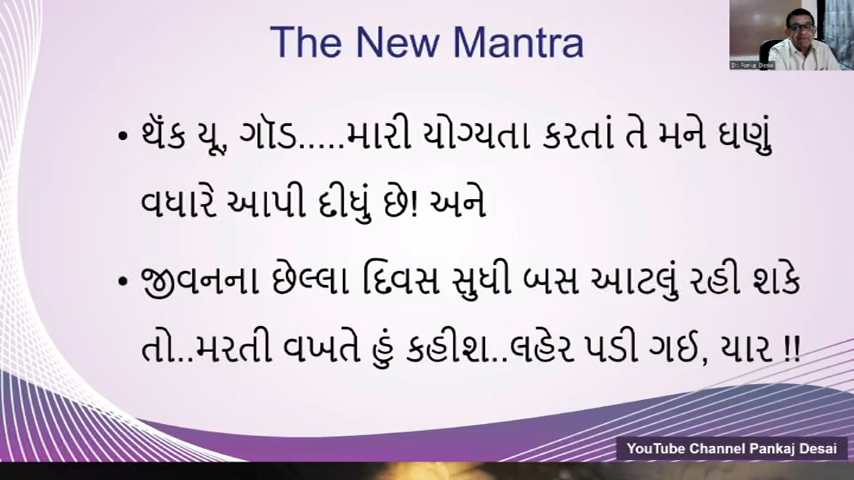 The New Mantra
• થૅંક યૂ, ગૉડ.....મારી યોગ્યતા કરતાં તે મને ઘણું
વધારે આપી દીધું છે! અને
• જીવનના છેલ્લા દિવસ સુધી બસ આટલું રહી શકે
તો..મરતી વખતે હું કહીશ..લહેર પડી ગઈ, યાર !!
YouTube Channel Pankaj Desai